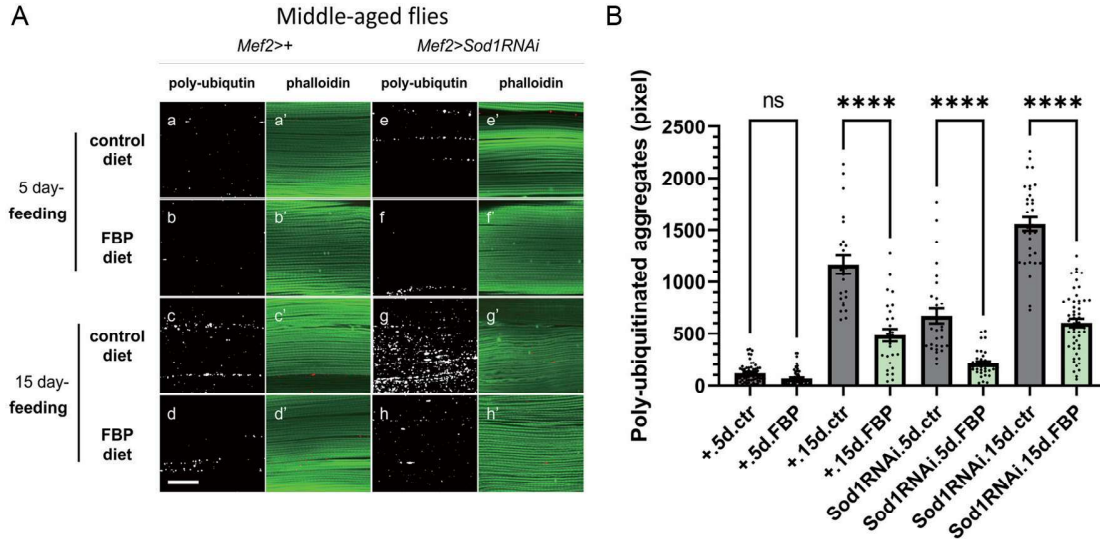 A
Middle-aged flies
Mef2>+
Mef2>Sod1RNAi
poly-ubiqutin
phalloidin
poly-ubiqutin
phalloidin
5 day-
feeding
control
diet
a
a'
e
e'
FBP
diet
b
b'
f
f'
15 day-
feeding
control
diet
c
c'
g
g'
FBP
diet
d
d'
h
h'
B
Poly-ubiquitinated aggregates (pixel)
ns
****
****
****
2500
2000
1500
1000
500
0
+.5d.ctr
+.5d.FBP
+.15d.ctr
+.15d.FBP
Sod1RNAi.5d.ctr
Sod1RNAi.5d.FBP
Sod1RNAi.15d.ctr
Sod1RNAi.15d.FBP